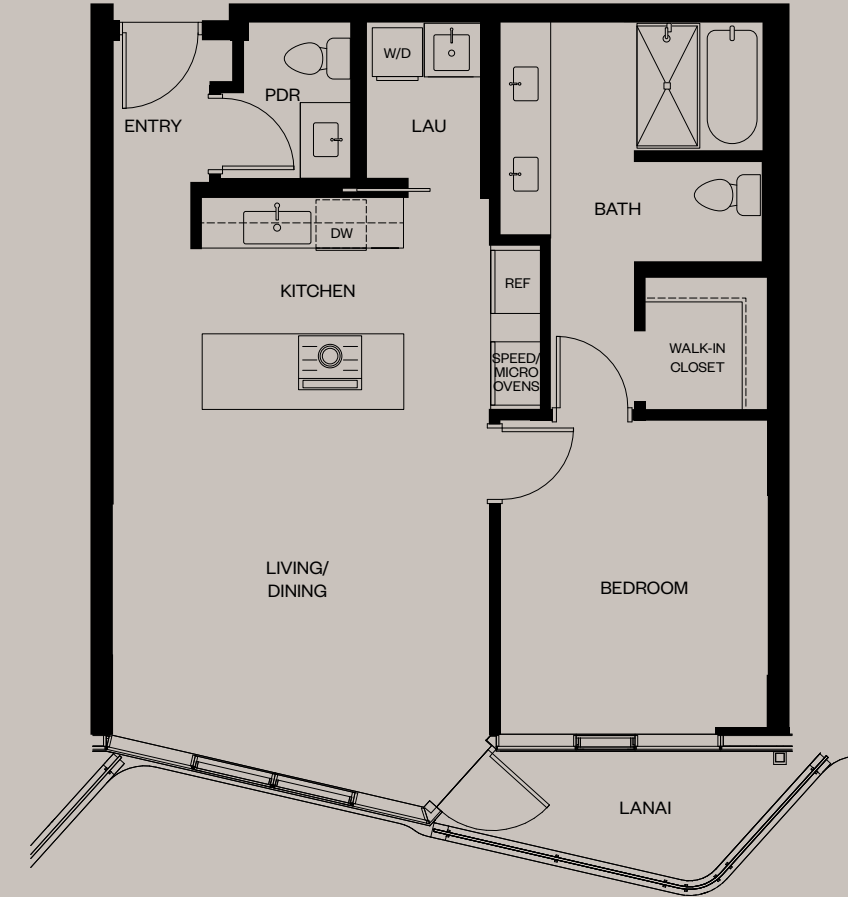 W/D
PDR
ENTRY
LAU
BATH
DW
KITCHEN
REF
SPEED/
MICRO
OVENS
WALK-IN
CLOSET
LIVING/
DINING
BEDROOM
LANAI